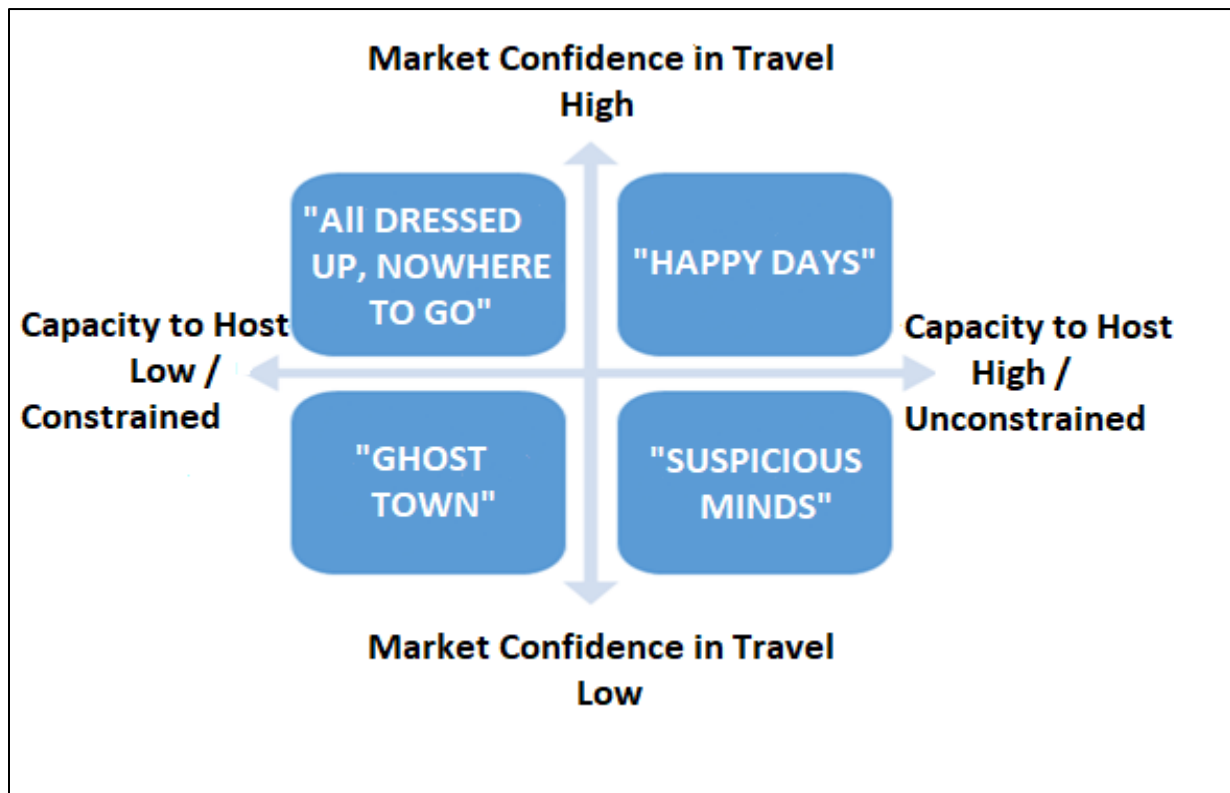 Market Confidence in Travel
High
"All DRESSED
UP, NOWHERE
TO GO"
"HAPPY DAYS"
Capacity to Host
Low /
Constrained
Capacity to Host
High /
Unconstrained
"GHOST
TOWN"
"SUSPICIOUS
MINDS"
Market Confidence in Travel
Low